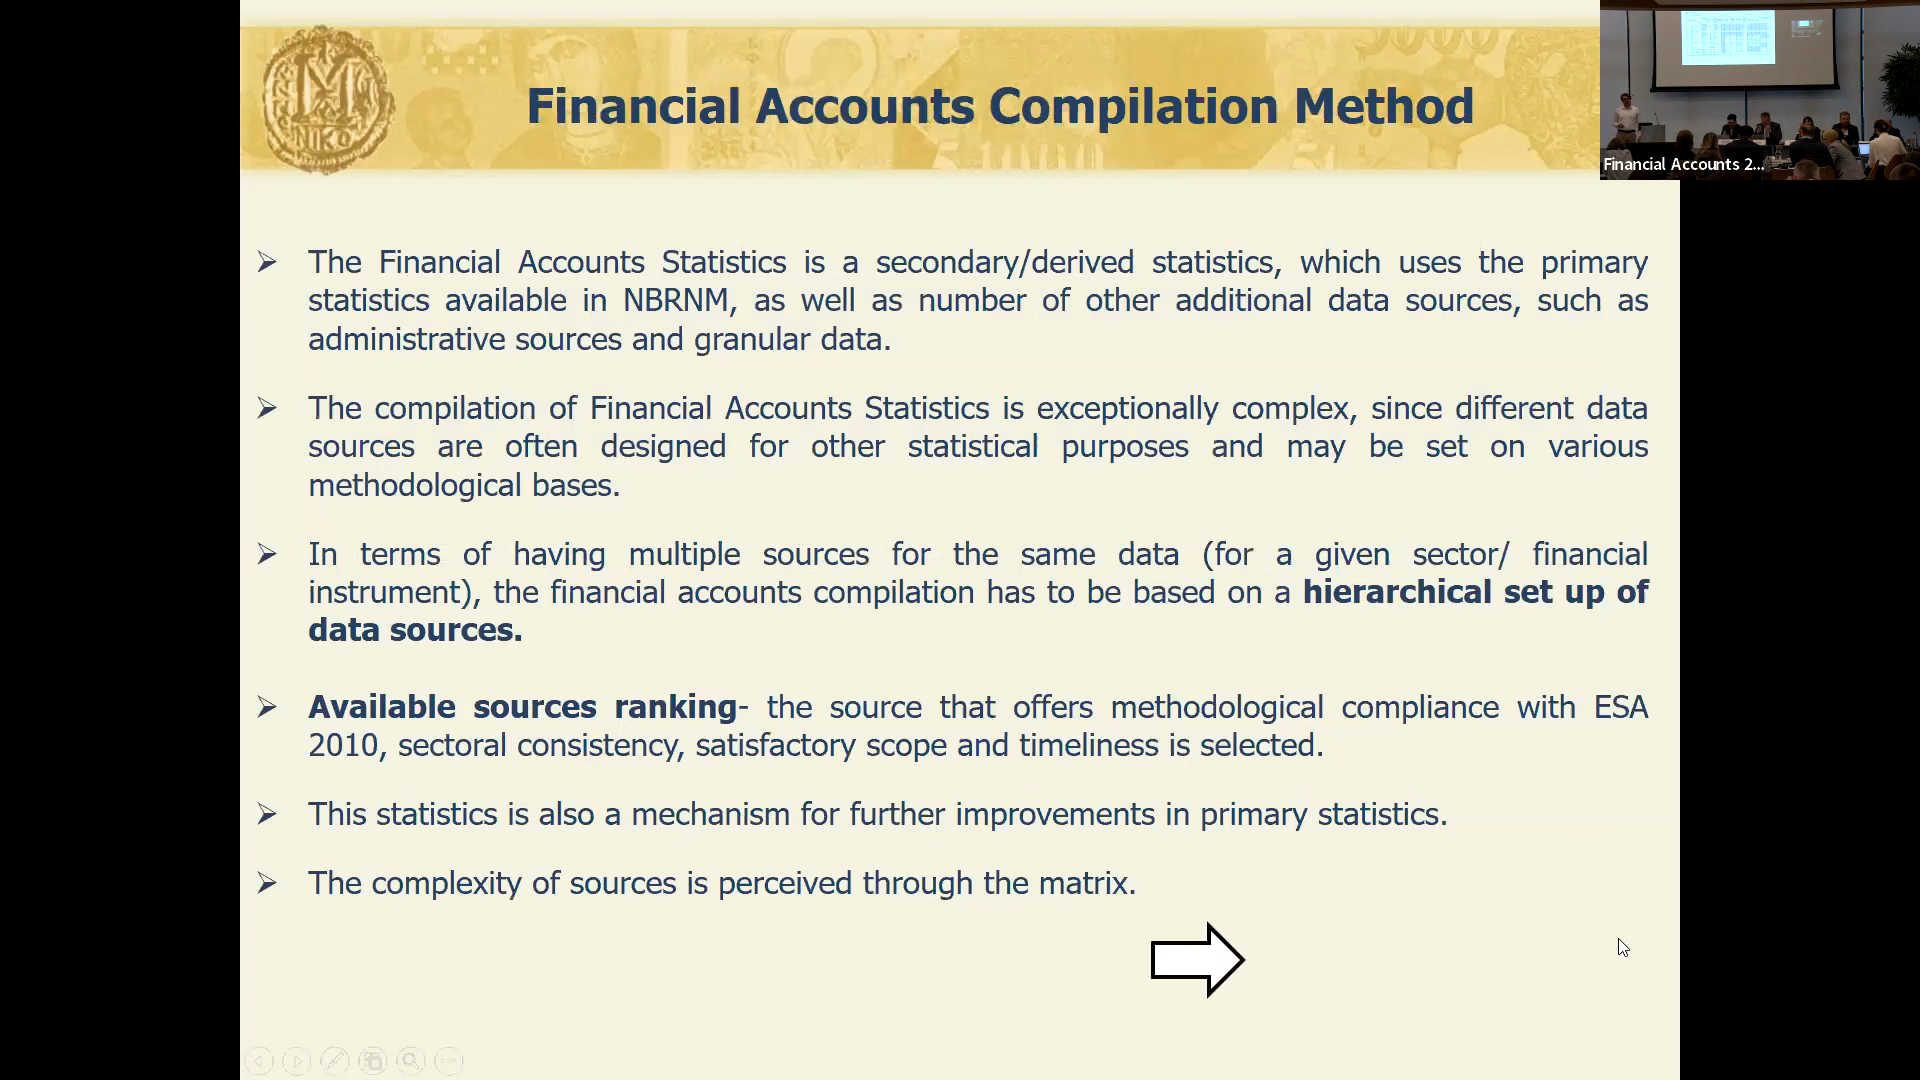 Financial Accounts Compilation Method
Financial Accounts 2...
The Financial Accounts Statistics is a secondary/derived statistics, which uses the primary
statistics available in NBRNM, as well as number of other additional data sources, such as
administrative sources and granular data.
The compilation of Financial Accounts Statistics is exceptionally complex, since different data
sources are often designed for other statistical purposes and may be set on various
methodological bases.
In terms of having multiple sources for the same data (for a given sector/ financial
instrument), the financial accounts compilation has to be based on a hierarchical set up of
data sources.
Available sources ranking- the source that offers methodological compliance with ESA
2010, sectoral consistency, satisfactory scope and timeliness is selected.
This statistics is also a mechanism for further improvements in primary statistics.
The complexity of sources is perceived through the matrix.